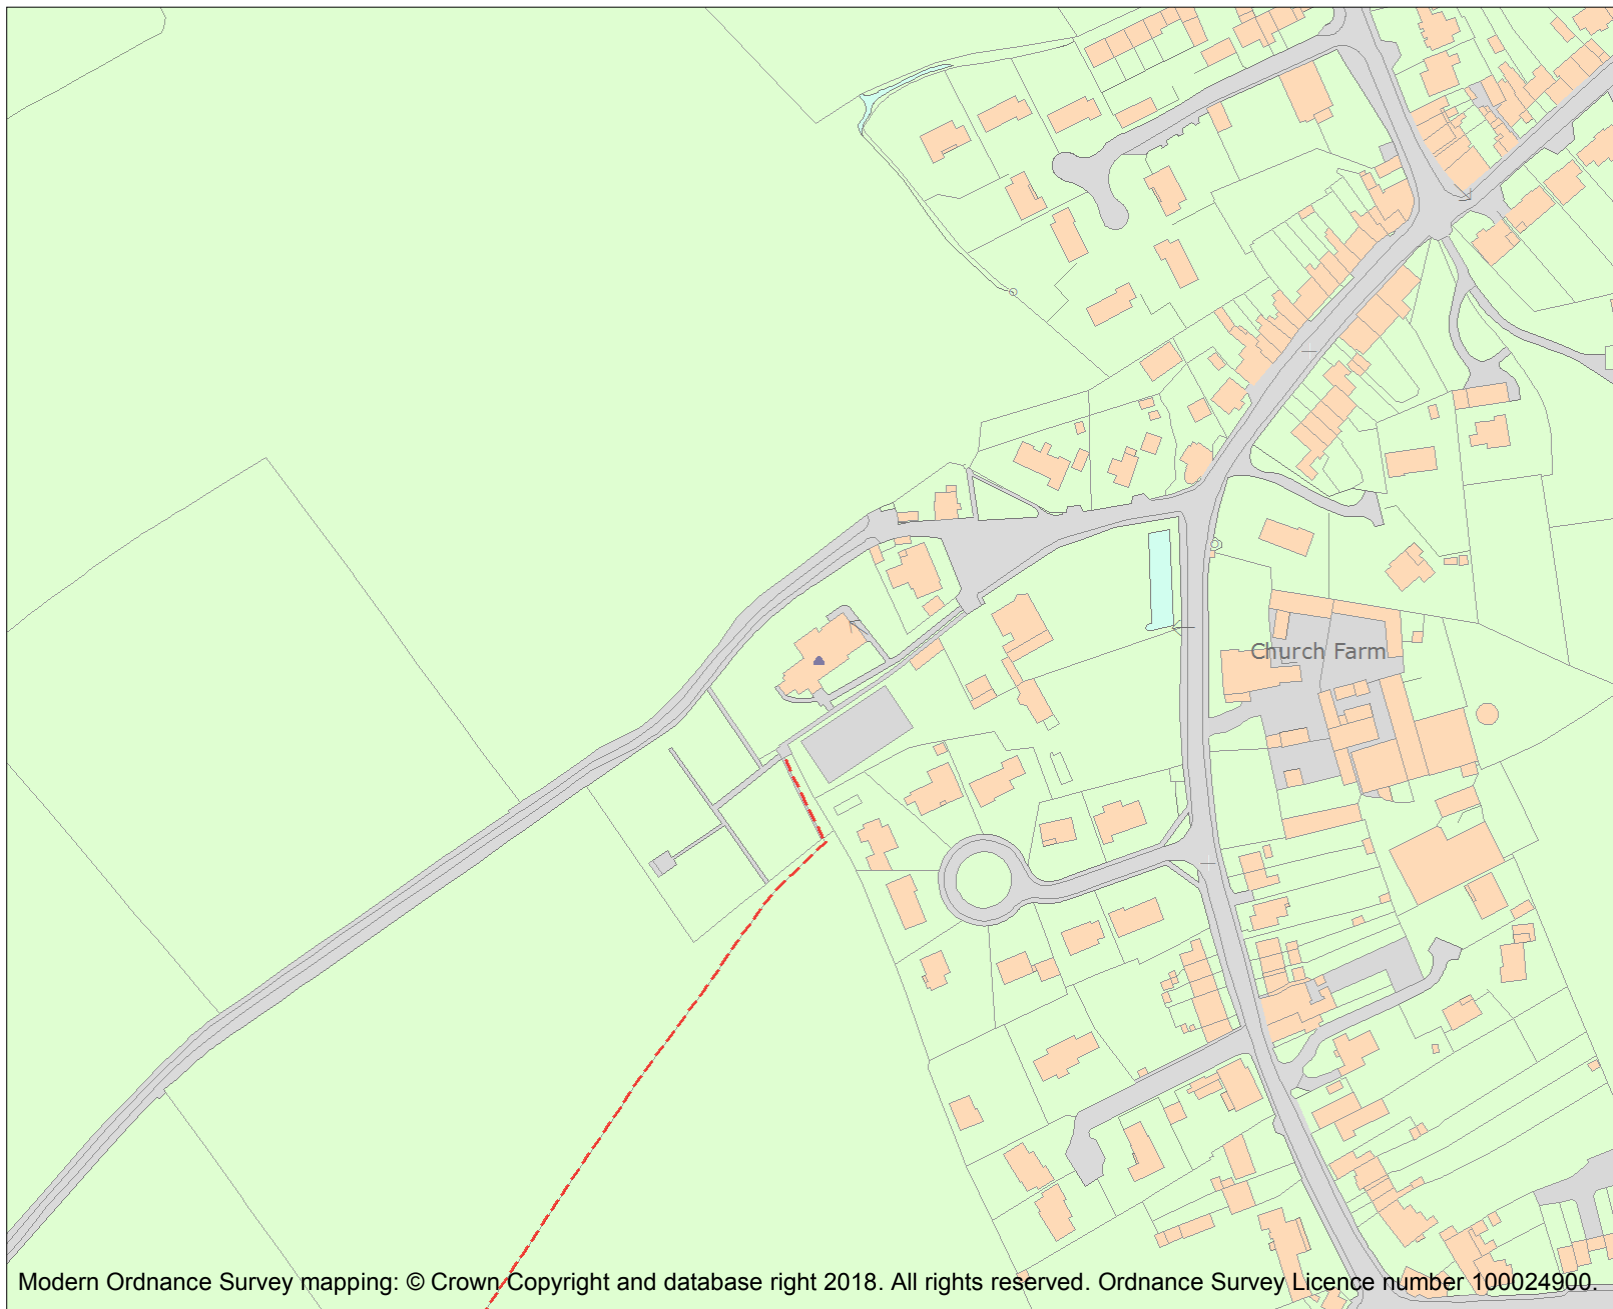 Church Farm
Modern Ordnance Survey mapping: © Crown Copyright and database right 2018. All rights reserved. Ordnance Survey Licence number 100024900.